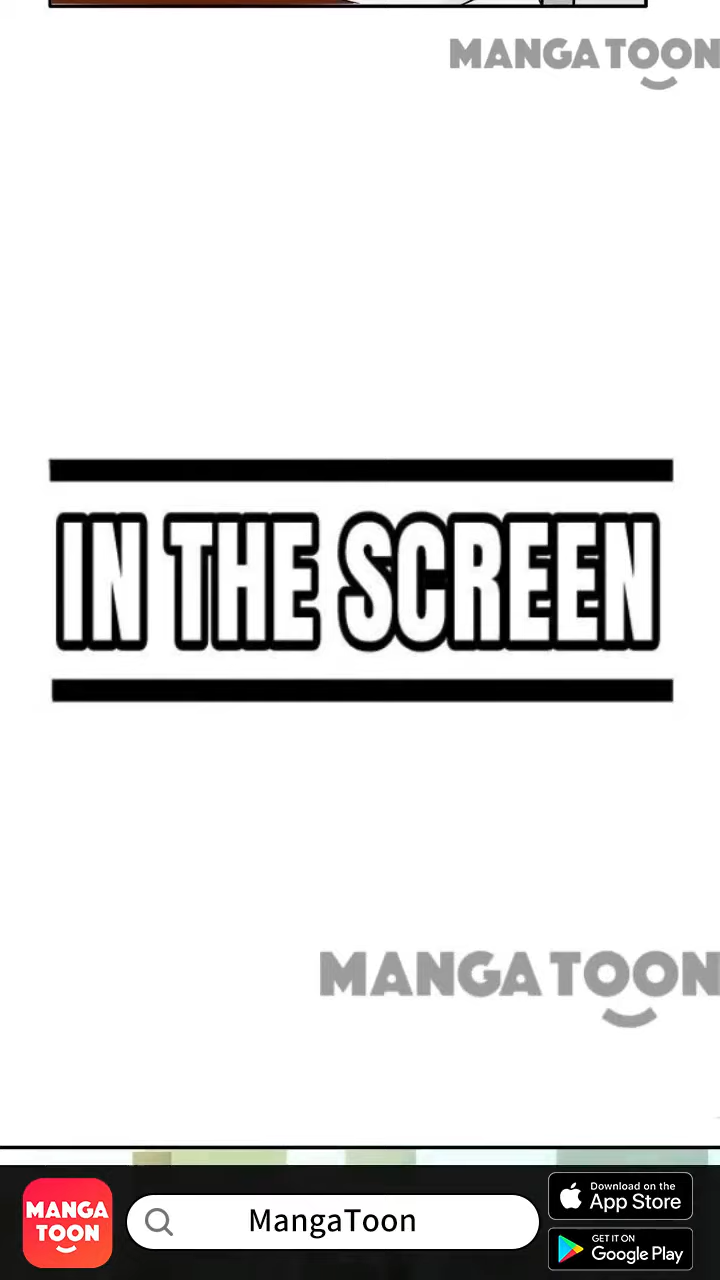 MANGATOON
IN THE SCREEN
MANGATOON
MANGA
TOON
MangaToon
Download on the
App Store
GET IT ON
Google Play